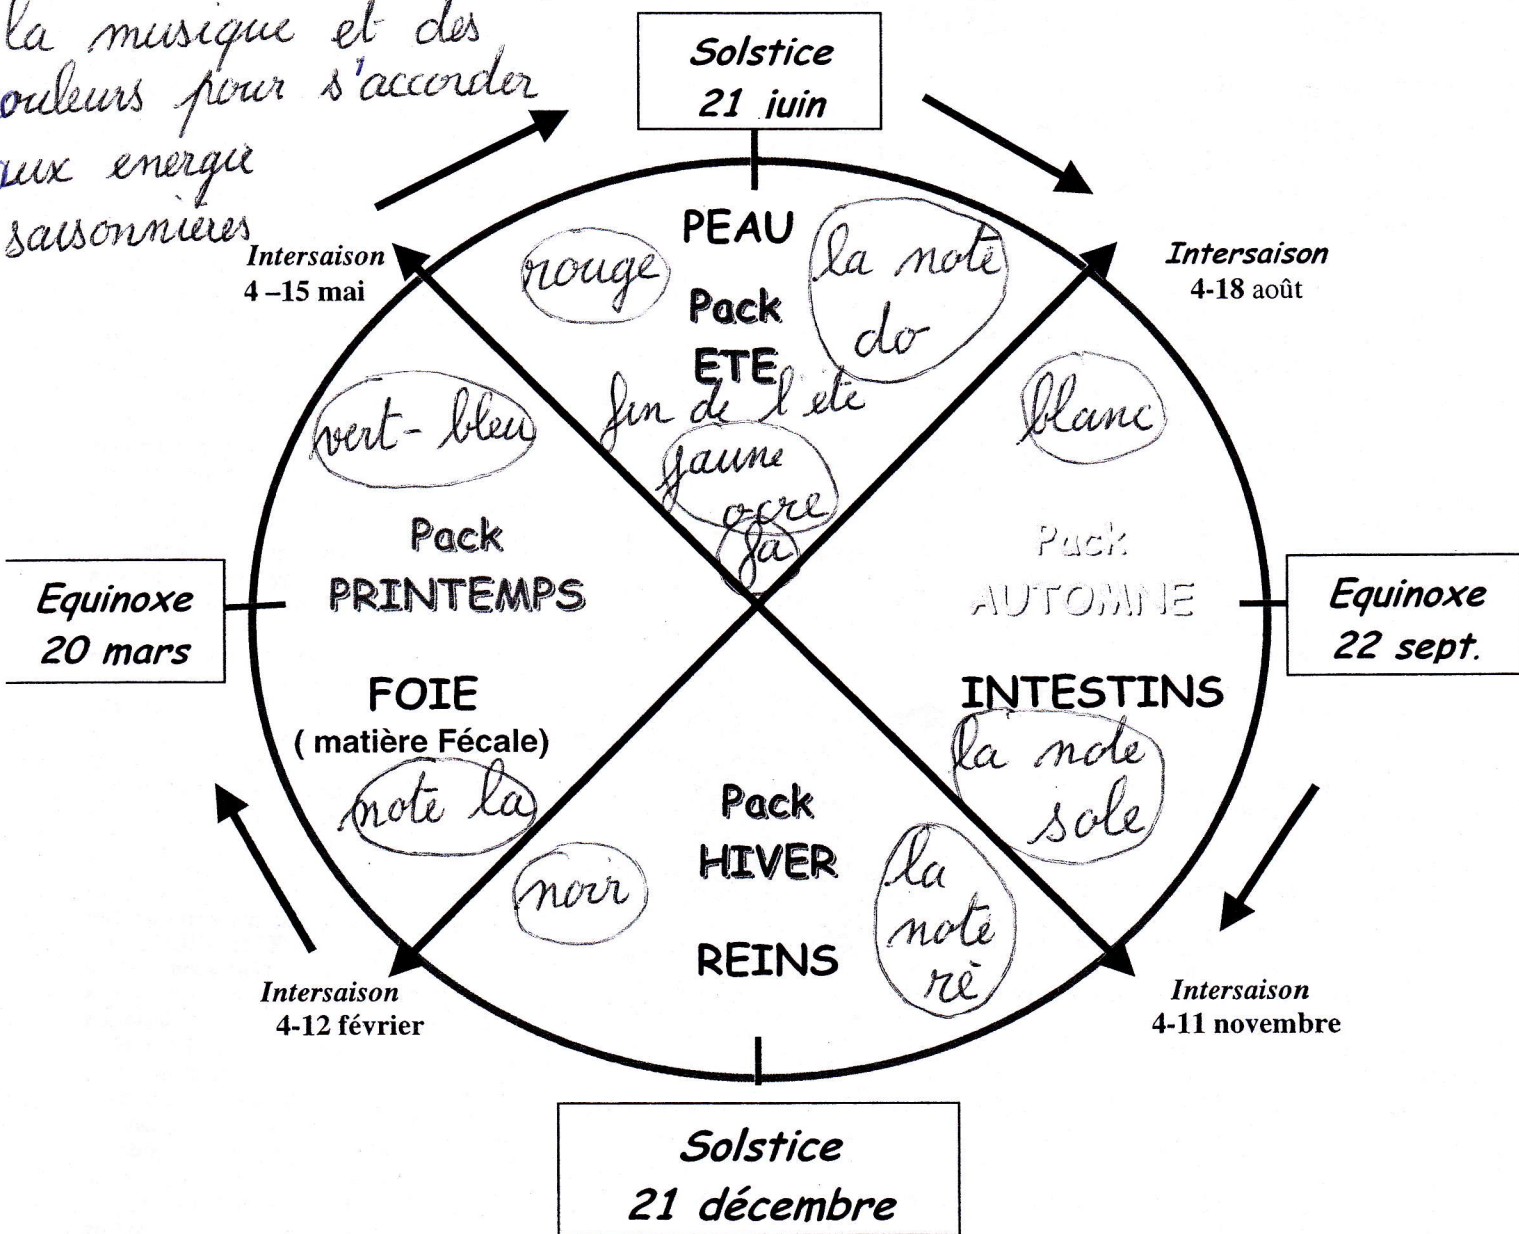 la musique et des
ouleurs pour s'accorder
aux energie
saisonnières
Solstice
21 iuin
Intersaison
4 –15 mai
Intersaison
4-18 août
PEAU
rouge
la note
do
Pack
ETE
fin de l'eté
jaune
ocre
fa
vert-bleu
Pack
PRINTEMPS
FOIE
( matière Fécale)
note la
blanc
Pack
AUTOMNE
INTESTINS
la note
sole
Equinoxe
20 mars
Equinoxe
22 sept.
Pack
HIVER
REINS
noir
la
note
ré
Intersaison
4-12 février
Intersaison
4-11 novembre
Solstice
21 décembre